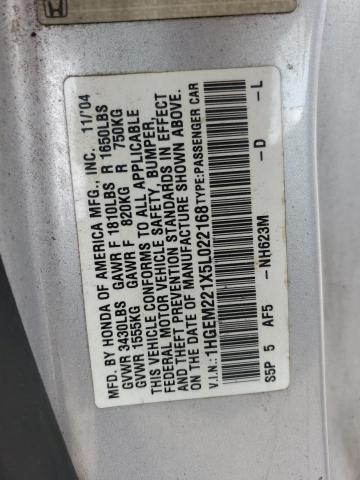 MFD. BY HONDA OF AMERICA MFG., INC. 11/'04
GVWR 3430LBS GAWR F 1810LBS R 1650LBS
GVWR 1555KG GAWR F 820KG R 750KG
THIS VEHICLE CONFORMS TO ALL APPLICABLE
FEDERAL MOTOR VEHICLE SAFETY, BUMPER,
AND THEFT PREVENTION STANDARDS IN EFFECT
ON THE DATE OF MANUFACTURE SHOWN ABOVE.
V.I.N.: 1HGEM221X5L022168 TYPE:PASSENGER CAR
S5P 5 AF5 -NH623M -D -L